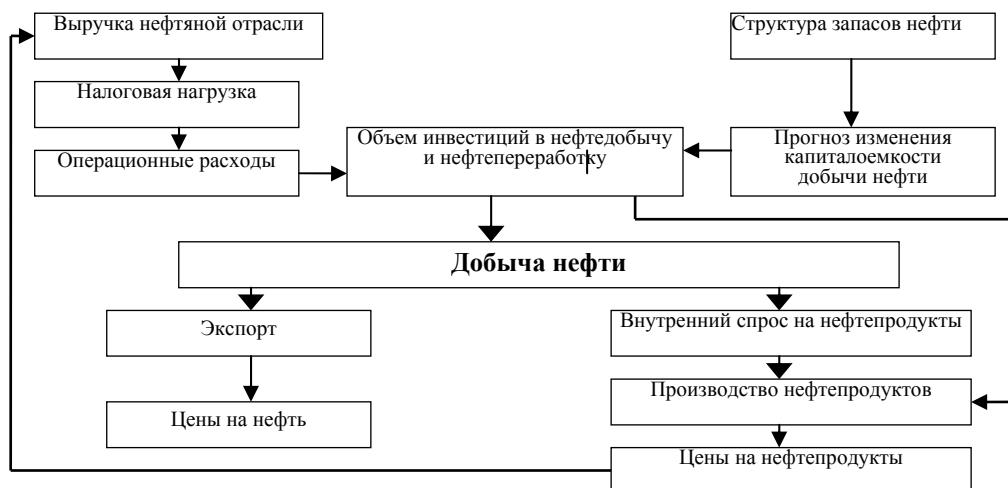 Выручка нефтяной отрасли
Структура запасов нефти
Налоговая нагрузка
Операционные расходы
Объем инвестиций в нефтедобычу
и нефтепереработку
Прогноз изменения
капиталоемкости
добычи нефти
Добыча нефти
Экспорт
Внутренний спрос на нефтепродукты
Цены на нефть
Производство нефтепродуктов
Цены на нефтепродукты